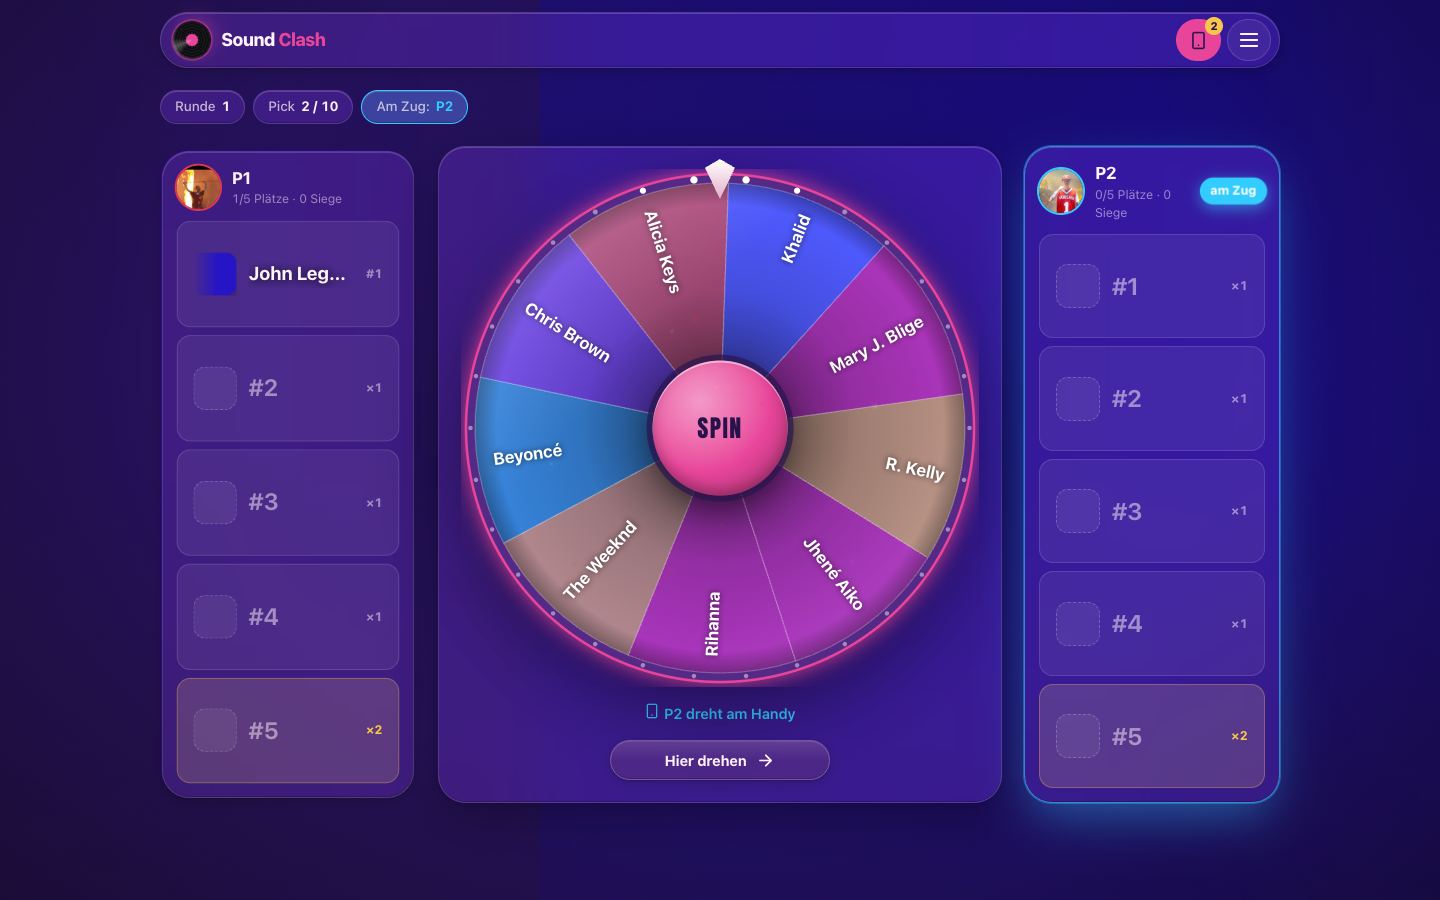 Sound Clash
2
Runde 1
Pick 2 / 10
Am Zug: P2
P1
1/5 Plätze · 0 Siege
John Leg... #1
#2 ×1
#3 ×1
#4 ×1
#5 ×2
Alicia Keys
Khalid
Mary J. Blige
R. Kelly
Jhené Aiko
Rihanna
The Weeknd
Beyoncé
Chris Brown
SPIN
P2 dreht am Handy
Hier drehen
P2
0/5 Plätze · 0
Siege
am Zug
#1 ×1
#2 ×1
#3 ×1
#4 ×1
#5 ×2